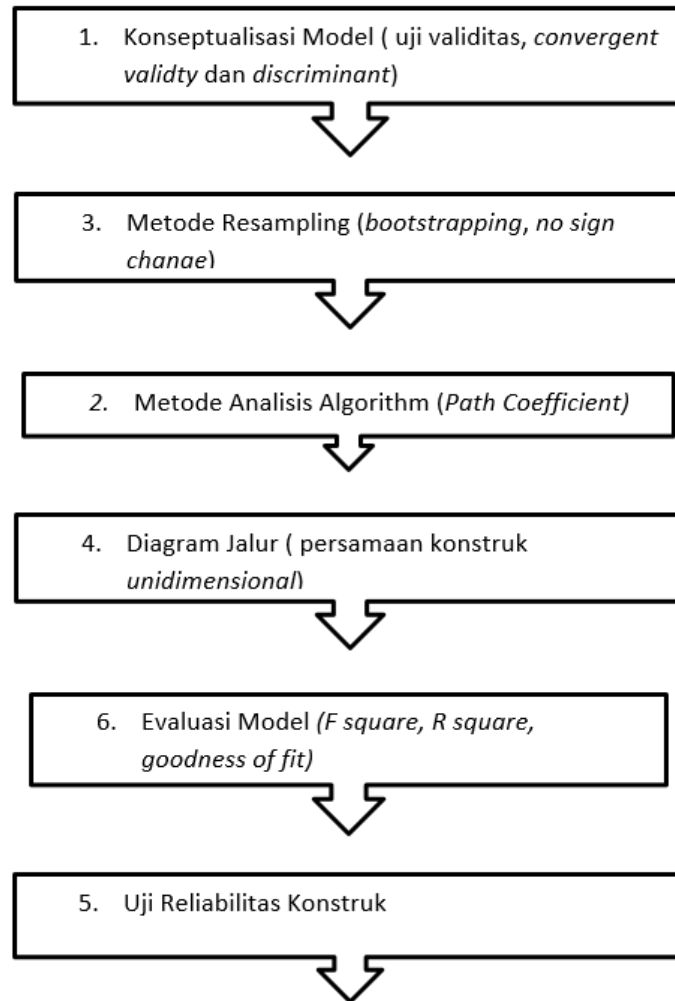 1. Konseptualisasi Model ( uji validitas, convergent
validty dan discriminant)
3. Metode Resampling (bootstrapping, no sign
change)
2. Metode Analisis Algorithm (Path Coefficient)
4. Diagram Jalur ( persamaan konstruk
unidimensional)
6. Evaluasi Model (F square, R square,
goodness of fit)
5. Uji Reliabilitas Konstruk